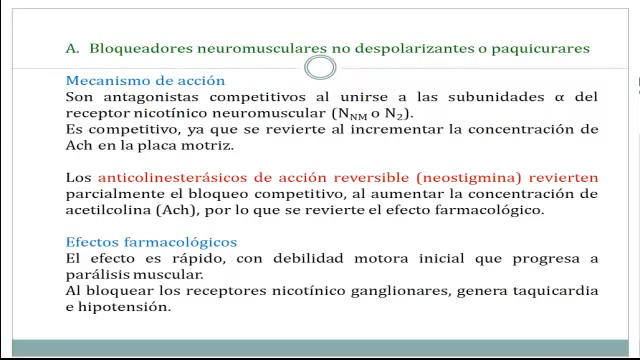 A. Bloqueadores neuromusculares no despolarizantes o paquicurares
Mecanismo de acción
Son antagonistas competitivos al unirse a las subunidades α del
receptor nicotínico neuromuscular (NNM o N2).
Es competitivo, ya que se revierte al incrementar la concentración de
Ach en la placa motriz.
Los anticolinesterásicos de acción reversible (neostigmina) revierten
parcialmente el bloqueo competitivo, al aumentar la concentración de
acetilcolina (Ach), por lo que se revierte el efecto farmacológico.
Efectos farmacológicos
El efecto es rápido, con debilidad motora inicial que progresa a
parálisis muscular.
Al bloquear los receptores nicotínico ganglionares, genera taquicardia
e hipotensión.